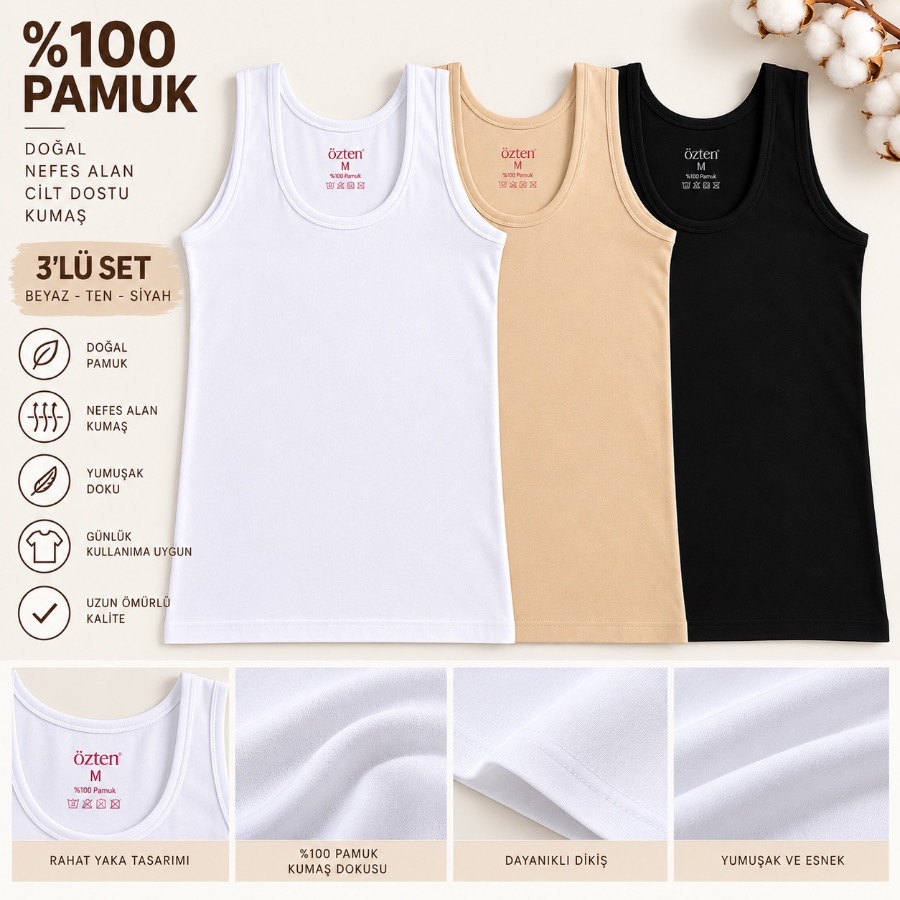 %100
PAMUK
DOĞAL
NEFES ALAN
CİLT DOSTU
KUMAŞ
3'LÜ SET
BEYAZ - TEN - SİYAH
DOĞAL
PAMUK
NEFES ALAN
KUMAŞ
YUMUŞAK
DOKU
GÜNLÜK
KULLANIMA UYGUN
UZUN ÖMÜRLÜ
KALİTE
özten®
M
%100 Pamuk
özten®
M
%100 Pamuk
özten®
M
%100 Pamuk
özten®
M
%100 Pamuk
RAHAT YAKA TASARIMI
%100 PAMUK
KUMAŞ DOKUSU
DAYANIKLI DİKİŞ
YUMUŞAK VE ESNEK